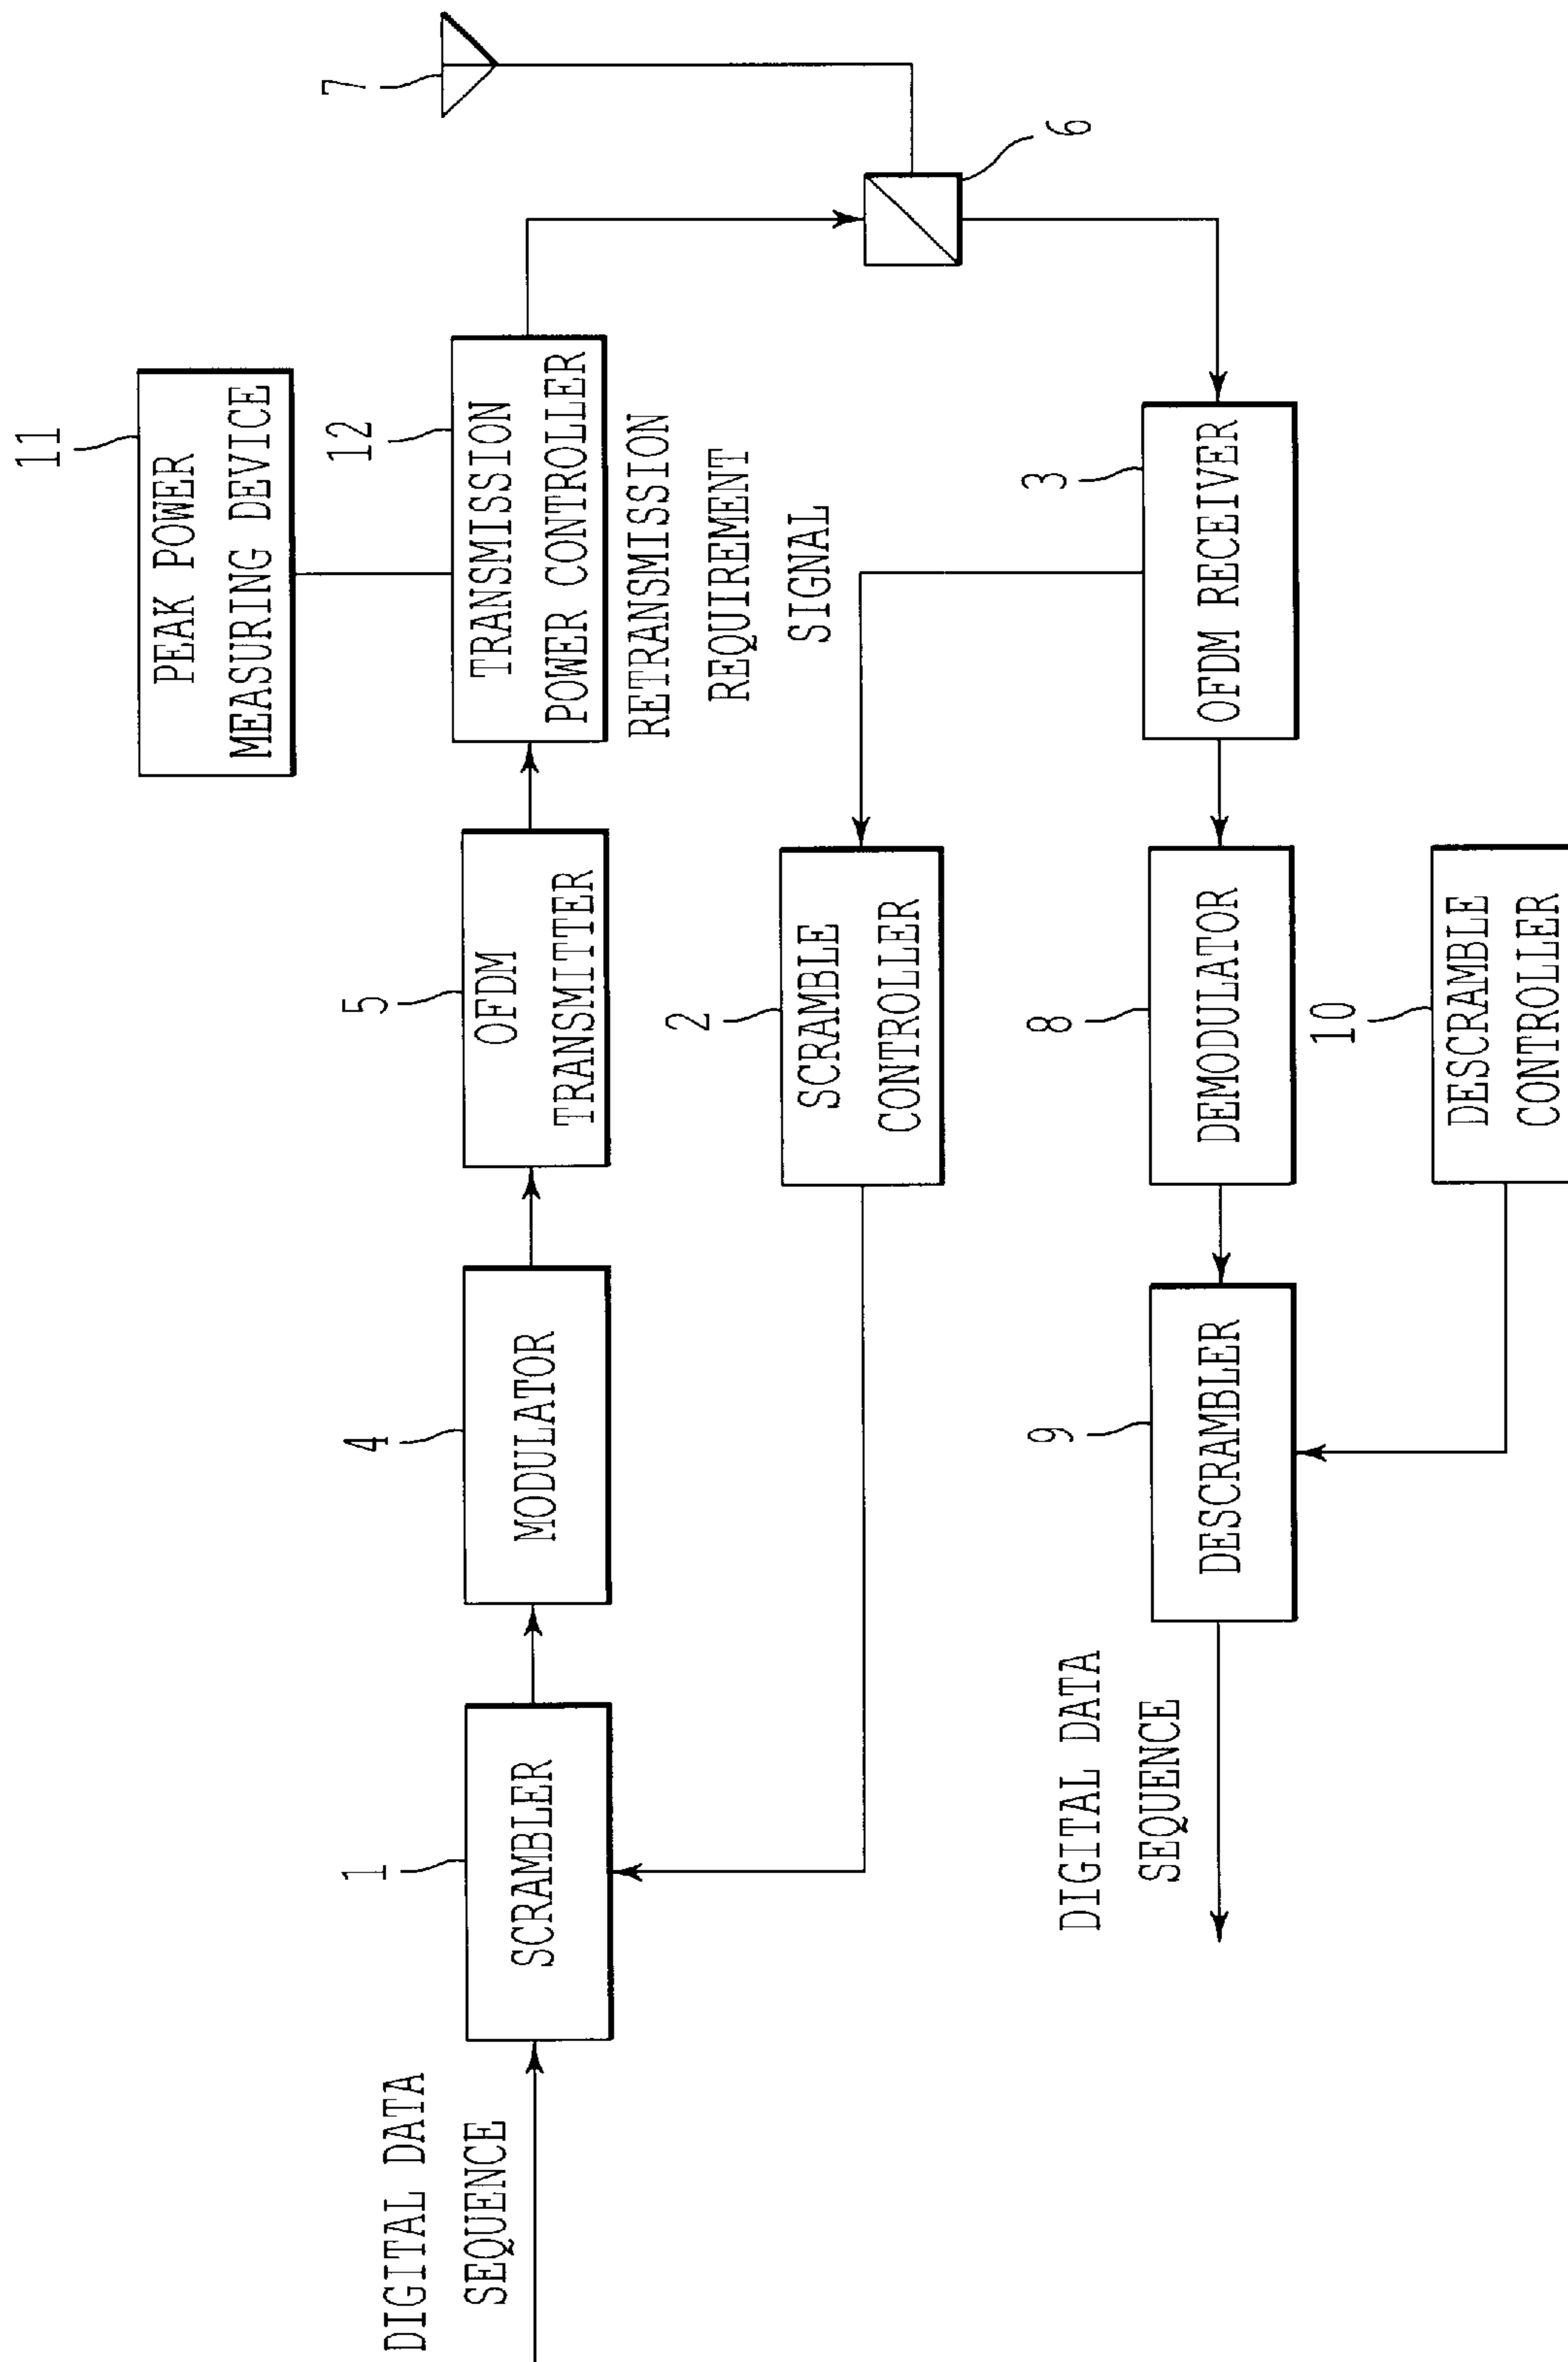 11
PEAK POWER
MEASURING DEVICE
7
DIGITAL DATA
SEQUENCE
1
SCRAMBLER
4
MODULATOR
5
OFDM
TRANSMITTER
12
TRANSMISSION
POWER CONTROLLER
RETRANSMISSION
REQUIREMENT
SIGNAL
2
SCRAMBLE
CONTROLLER
6
DIGITAL DATA
SEQUENCE
9
DESCRAMBLER
8
DEMODULATOR
3
OFDM RECEIVER
10
DESCRAMBLE
CONTROLLER